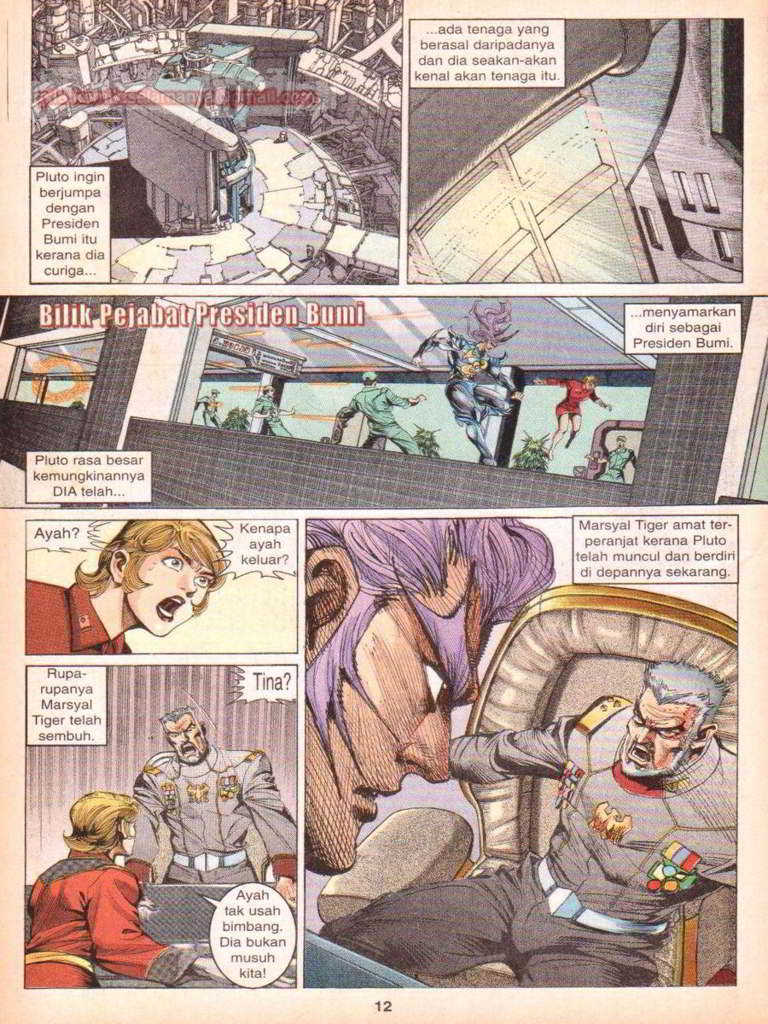 Pluto ingin
berjumpa
dengan
Presiden
Bumi itu
kerana dia
curiga...
...ada tenaga yang
berasal daripadanya
dan dia seakan-akan
kenal akan tenaga itu.
Bilik Pejabat Presiden Bumi
...menyamarkan
diri sebagai
Presiden Bumi.
Pluto rasa besar
kemungkinannya
DIA telah...
Ayah?
Kenapa
ayah
keluar?
Marsyal Tiger amat ter-
peranjat kerana Pluto
telah muncul dan berdiri
di depannya sekarang.
Rupa-
rupanya
Marsyal
Tiger telah
sembuh.
Tina?
Ayah
tak usah
bimbang.
Dia bukan
musuh
kita!
12